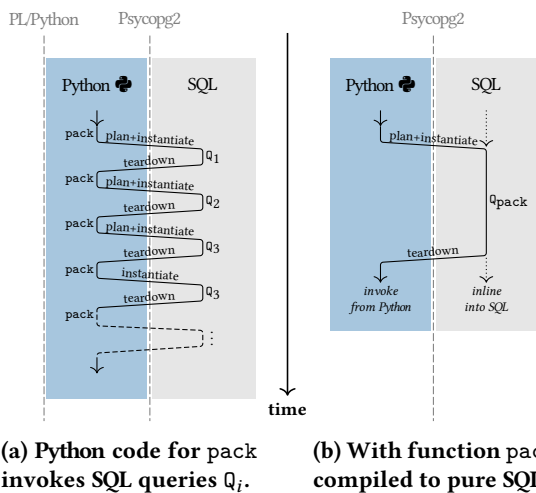 PL/Python Psycopg2 Psycopg2
Python SQL
pack
plan+instantiate
Q1
teardown
pack
plan+instantiate
Q2
teardown
pack
plan+instantiate
Q3
teardown
pack
instantiate
Q3
teardown
pack
⋮
time
Python SQL
plan+instantiate
Qpack
teardown
invoke
from Python
inline
into SQL
(a) Python code for pack
invokes SQL queries Qi.
(b) With function pac
compiled to pure SQL